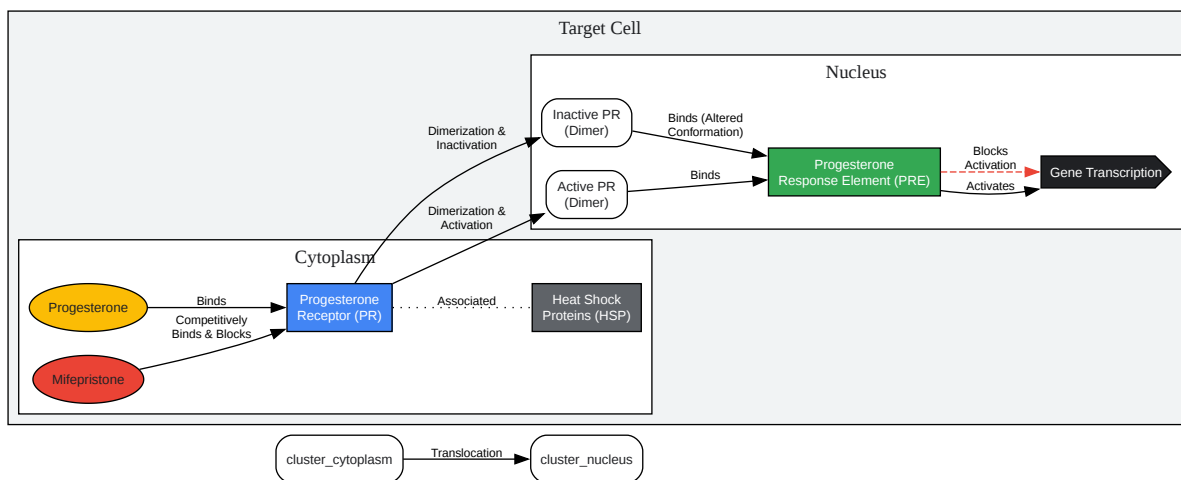 Target Cell
Nucleus
Inactive PR
(Dimer)
Binds (Altered
Conformation)
Dimerization &
Inactivation
Progesterone
Response Element (PRE)
Blocks
Activation
Gene Transcription
Active PR
(Dimer)
Binds
Activates
Dimerization &
Activation
Cytoplasm
Progesterone
Binds
Progesterone
Receptor (PR)
Associated
Heat Shock
Proteins (HSP)
Competitively
Binds & Blocks
Mifepristone
cluster_cytoplasm
Translocation
cluster_nucleus